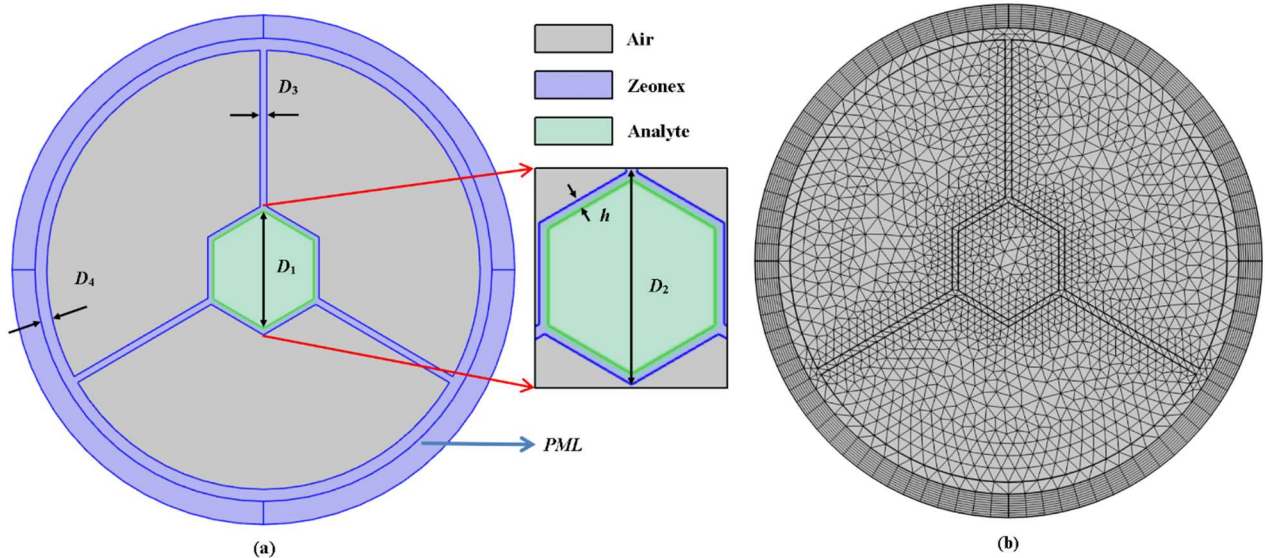 Air
Zeonex
Analyte
D3
h
D1
D2
D4
PML
(a)
(b)